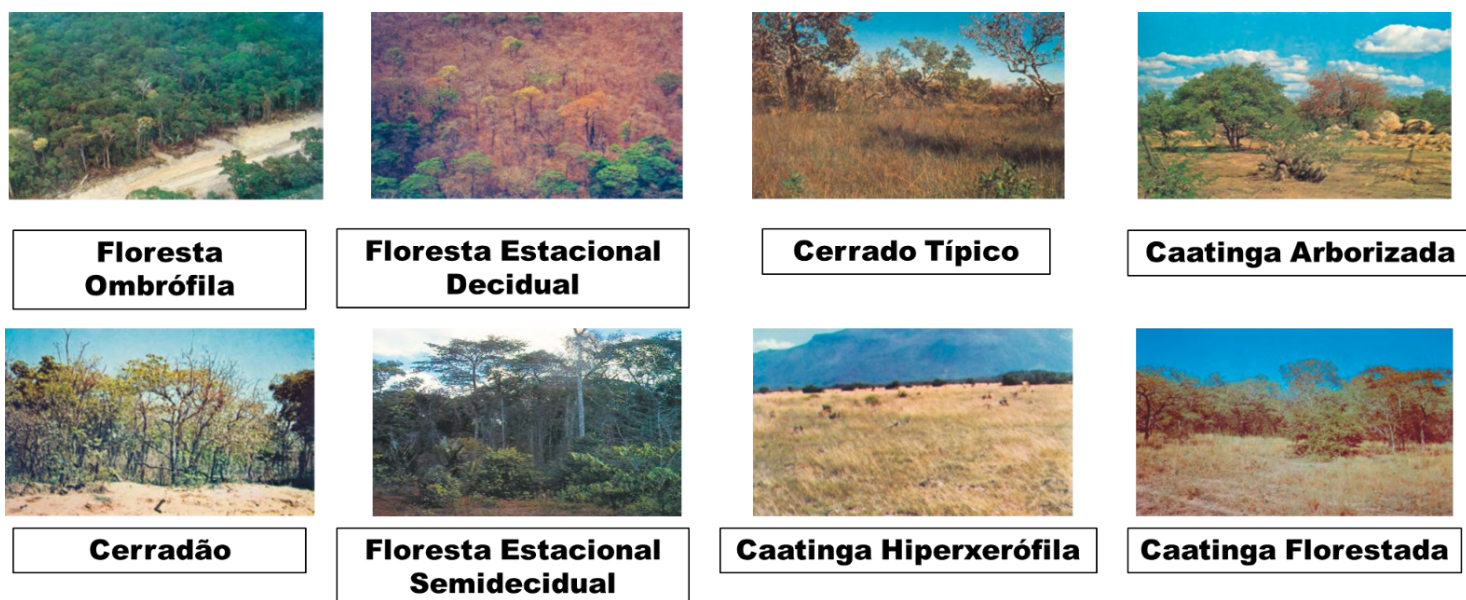 Floresta
Ombrófila
Floresta Estacional
Decidual
Cerrado Típico
Caatinga Arborizada
Cerradão
Floresta Estacional
Semidecidual
Caatinga Hiperxerófila
Caatinga Florestada